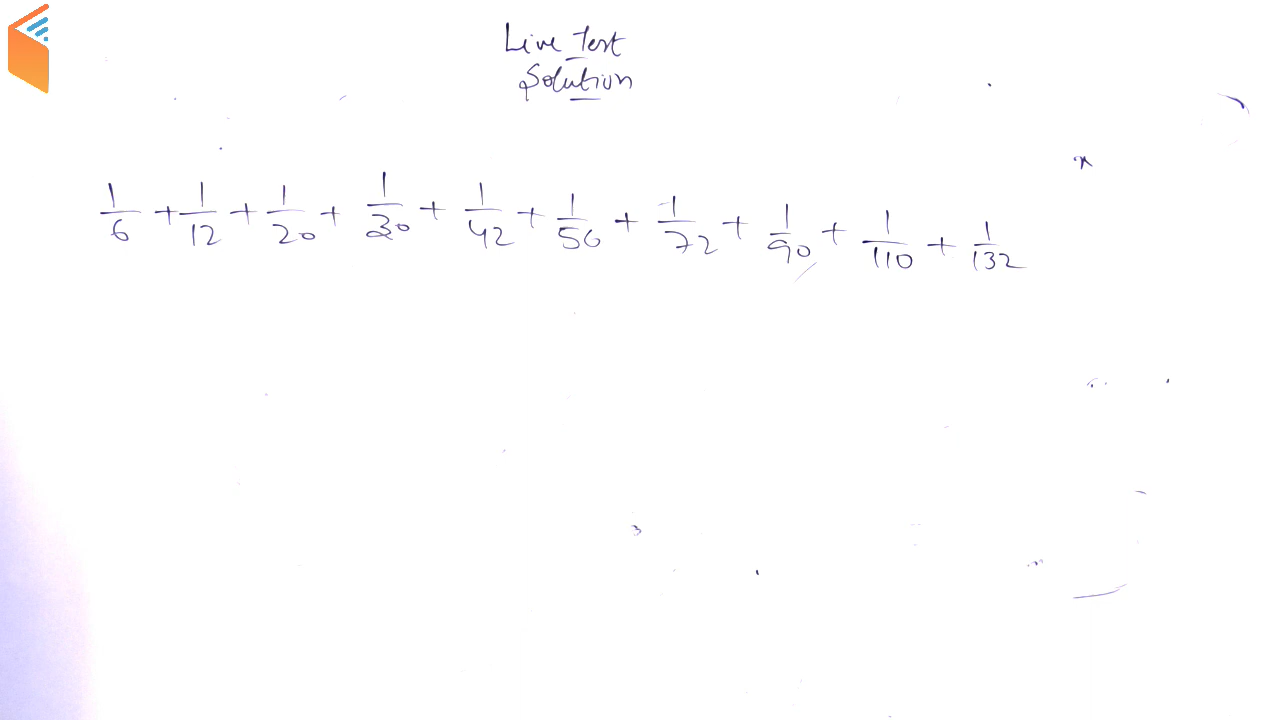 Live Test
Solution
1/6 + 1/12 + 1/20 + 1/30 + 1/42 + 1/56 + 1/72 + 1/90 + 1/110 + 1/132
x